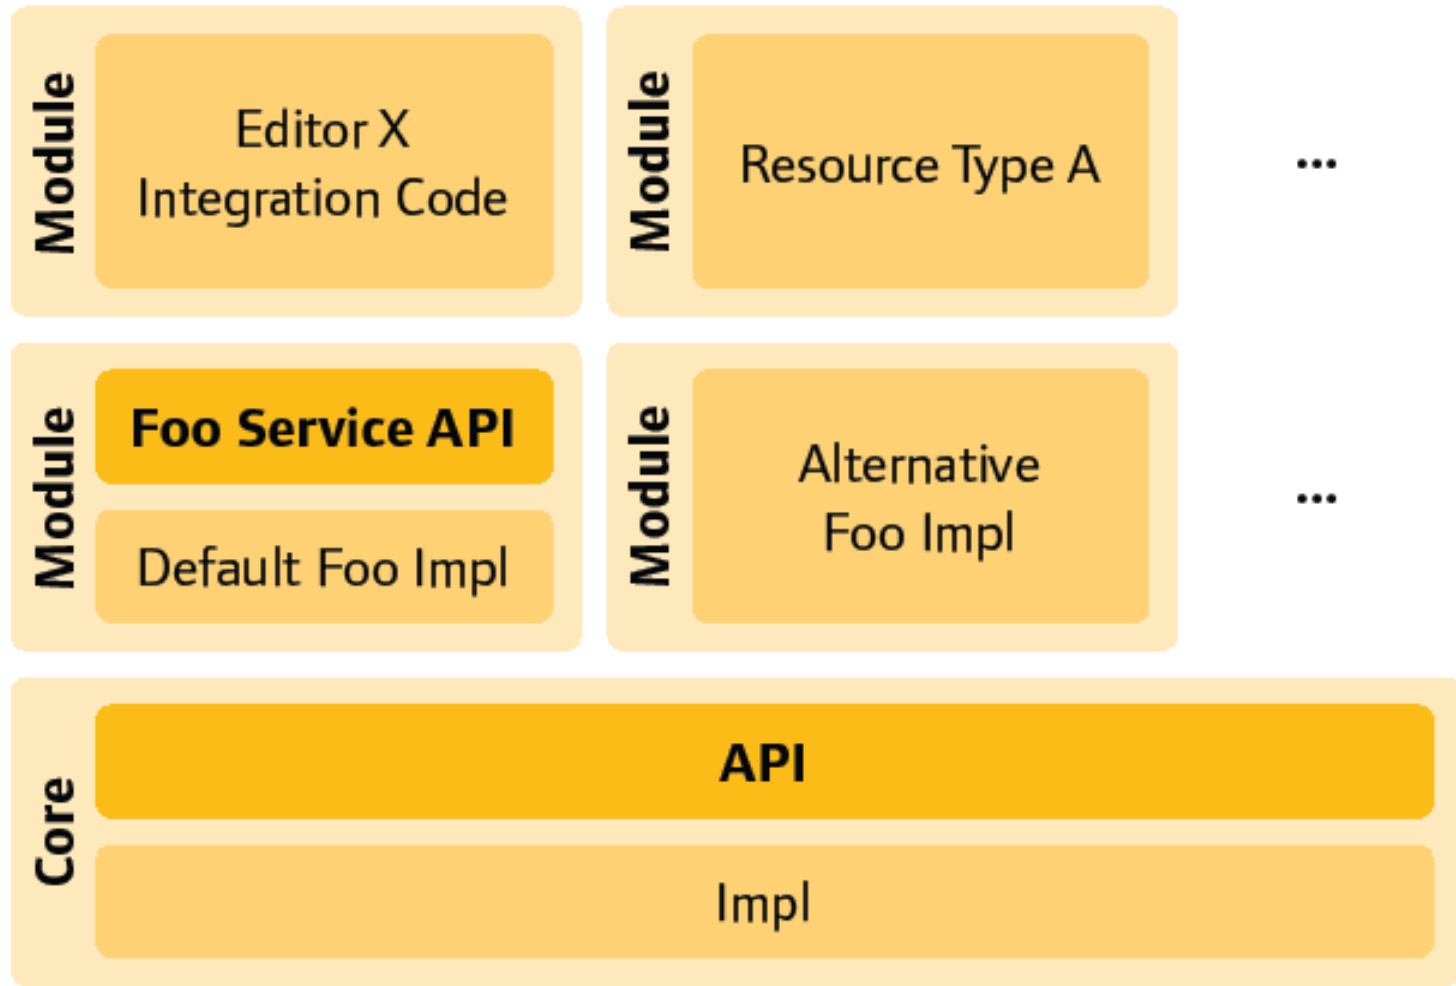 Module
Editor X
Integration Code
Module
Resource Type A
...
Module
Foo Service API
Default Foo Impl
Module
Alternative
Foo Impl
...
Core
API
Impl